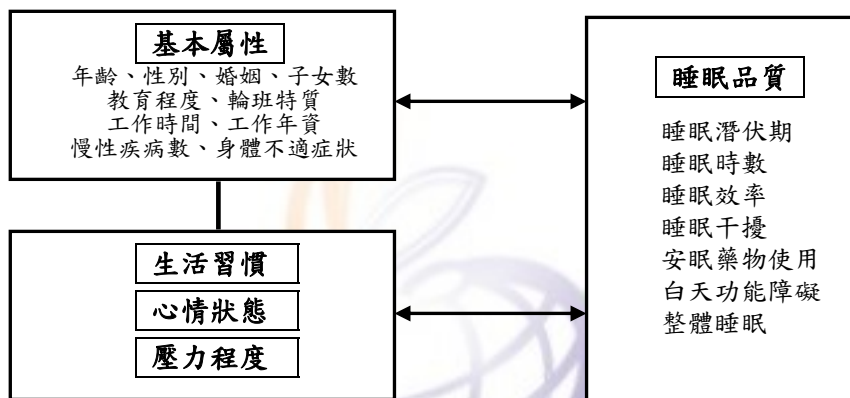 基本屬性
年齡、性別、婚姻、子女數
教育程度、輪班特質
工作時間、工作年資
慢性疾病數、身體不適症狀
生活習慣
心情狀態
壓力程度
睡眠品質
睡眠潛伏期
睡眠時數
睡眠效率
睡眠干擾
安眠藥物使用
白天功能障礙
整體睡眠